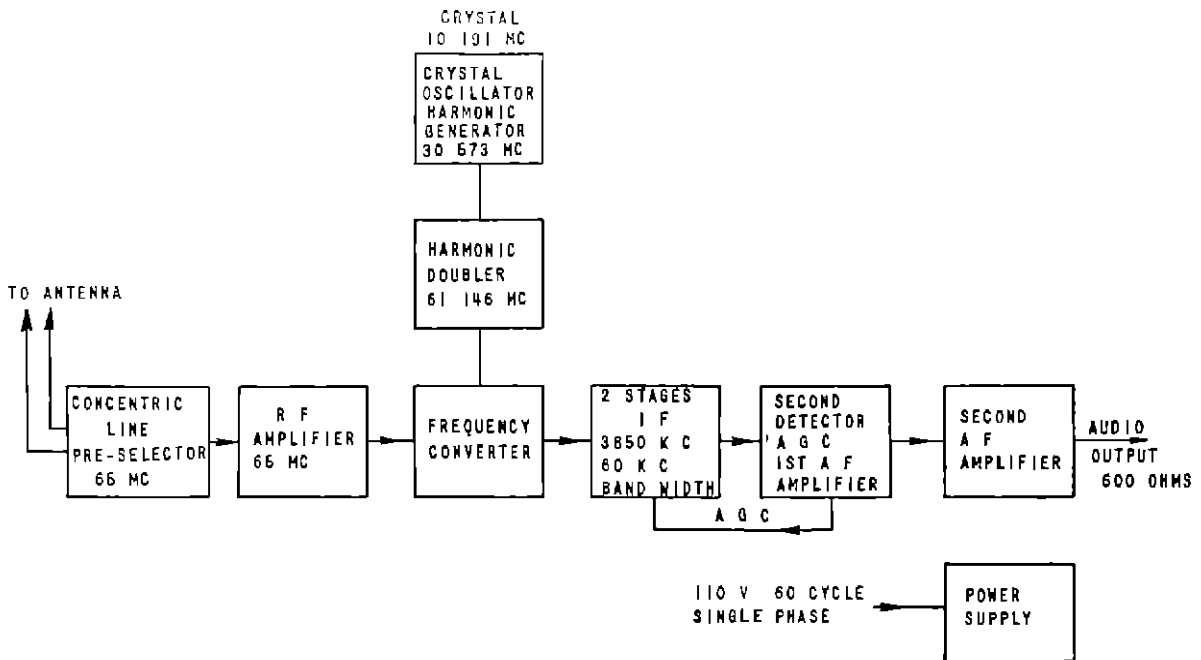 CRYSTAL
10 191 MC
CRYSTAL
OSCILLATOR
HARMONIC
GENERATOR
30 573 MC
HARMONIC
DOUBLER
61 146 MC
TO ANTENNA
CONCENTRIC
LINE
PRE-SELECTOR
65 MC
R F
AMPLIFIER
65 MC
FREQUENCY
CONVERTER
2 STAGES
I F
3850 K C
60 K C
BAND WIDTH
SECOND
DETECTOR
A G C
1ST A F
AMPLIFIER
A G C
SECOND
A F
AMPLIFIER
AUDIO
OUTPUT
600 OHMS
110 V 60 CYCLE
SINGLE PHASE
POWER
SUPPLY